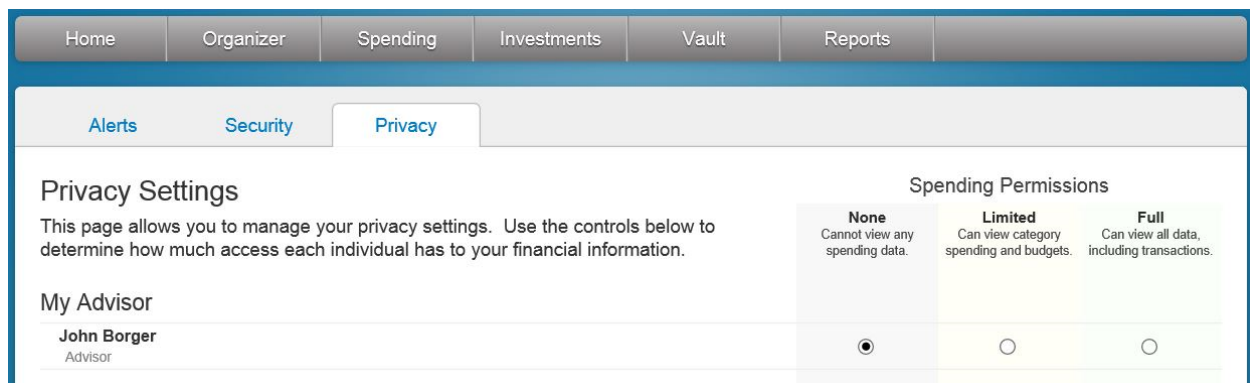 Home Organizer Spending Investments Vault Reports
Alerts Security Privacy
Privacy Settings
This page allows you to manage your privacy settings.  Use the controls below to
determine how much access each individual has to your financial information.
Spending Permissions
None
Cannot view any
spending data.
Limited
Can view category
spending and budgets.
Full
Can view all data,
including transactions.
My Advisor
John Borger
Advisor